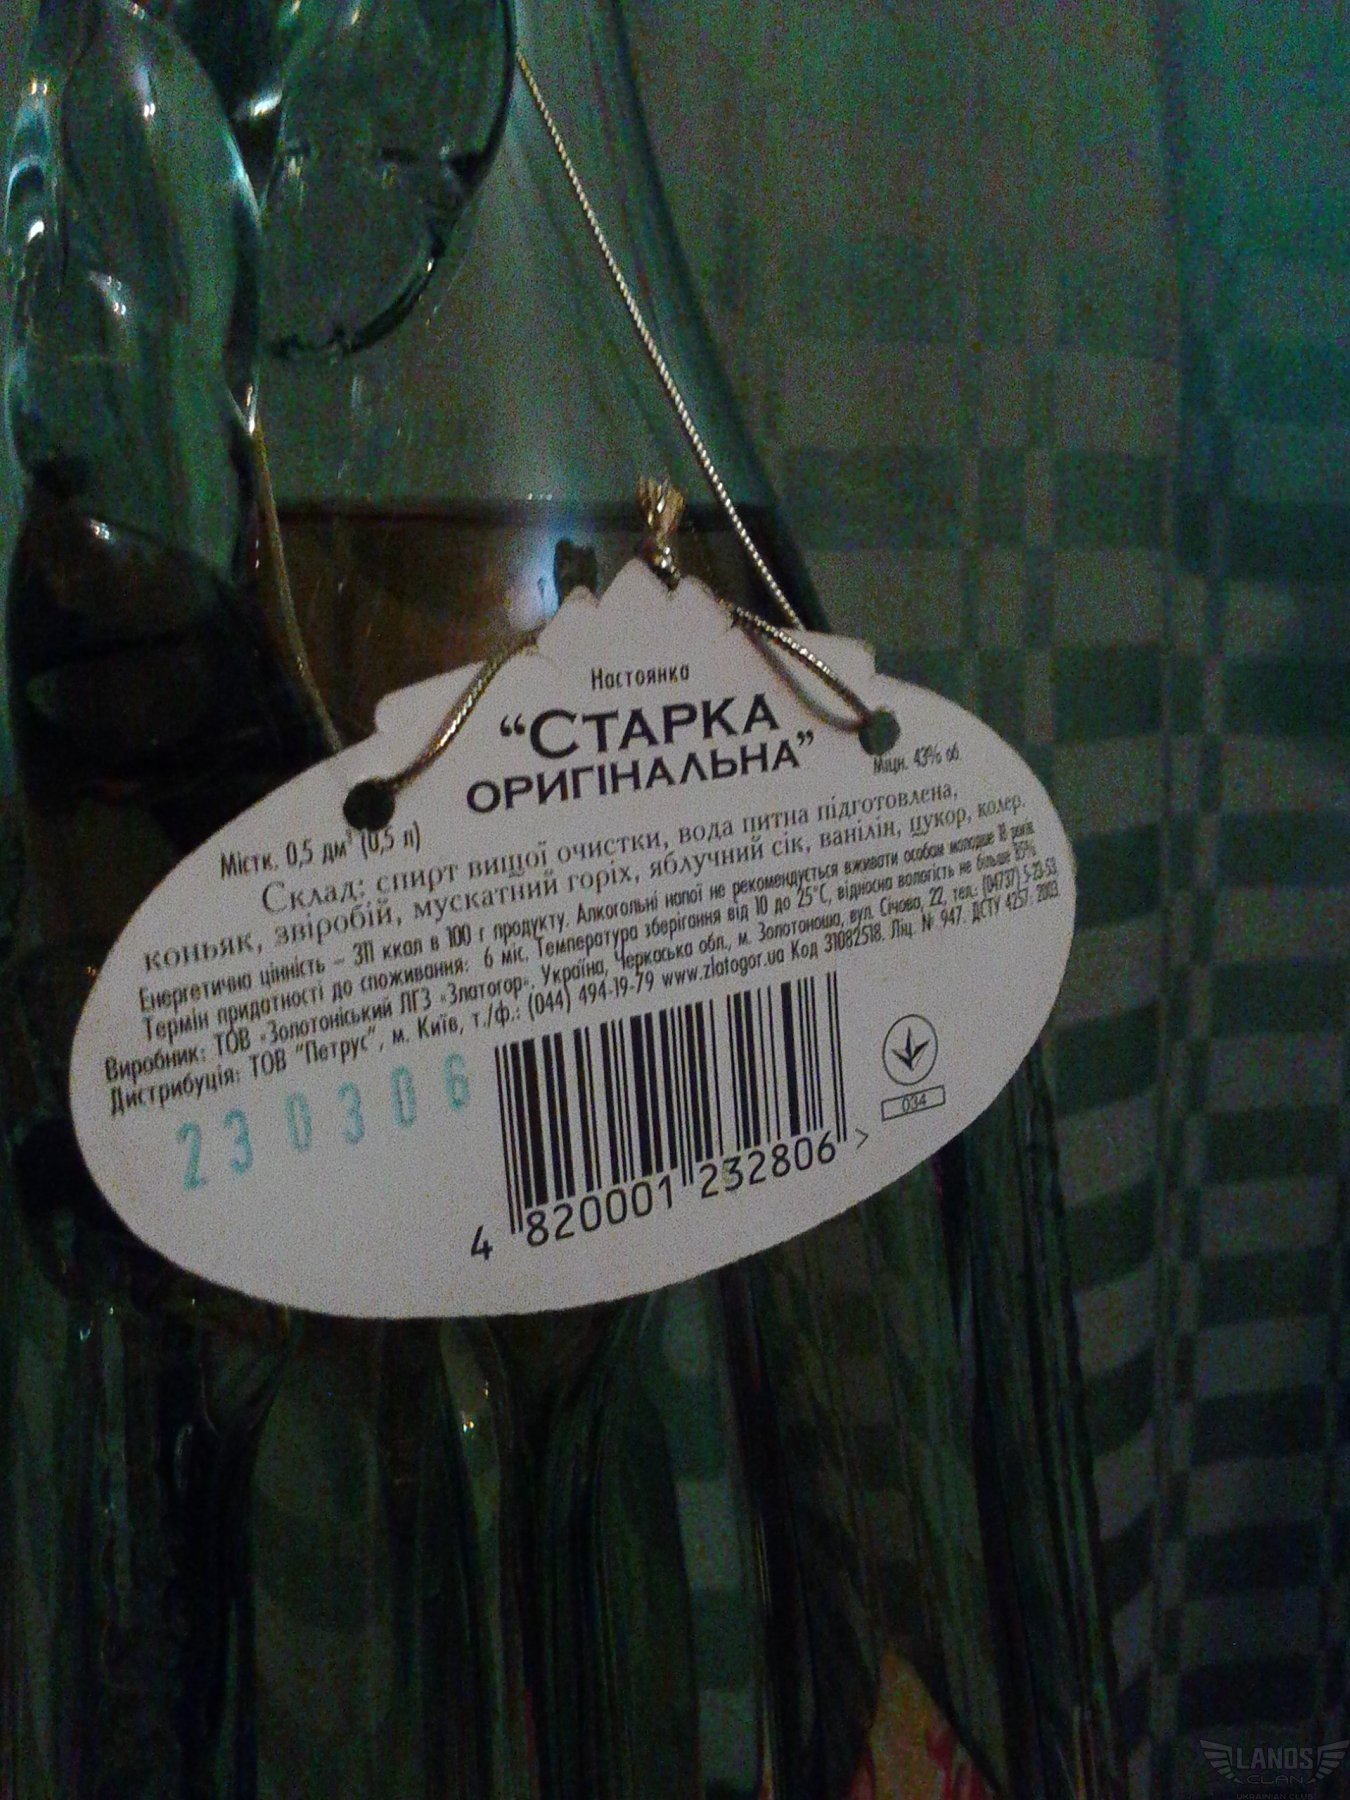 Настоянка
“СТАРКА
ОРИГІНАЛЬНА”
Міцн. 43% об.
Містк. 0,5 дм³ (0,5 л)
Склад: спирт вищої очистки, вода питна підготовлена,
коньяк, звіробій, мускатний горіх, яблучний сік, ванілін, цукор, колер.
Енергетична цінність – 311 ккал в 100 г продукту. Алкогольні напої не рекомендується вживати особам молодше 18 років.
Термін придатності до споживання: 6 міс. Температура зберігання від 10 до 25°С, відносна вологість не більше 85%
Виробник: ТОВ «Золотоніський ЛГЗ «Златогор», Україна, Черкаська обл., м. Золотоноша, вул. Січова, 22, тел.: (04737) 5-23-53
Дистрибуція: ТОВ "Петрус", м. Київ, т./ф.: (044) 494-19-79 www.zlatogor.ua Код 31082518. Ліц. № 947. ДСТУ 4257: 2003
230306
034
4 820001 232806 >
LANOS
CLAN
UKRAINIAN CLUB